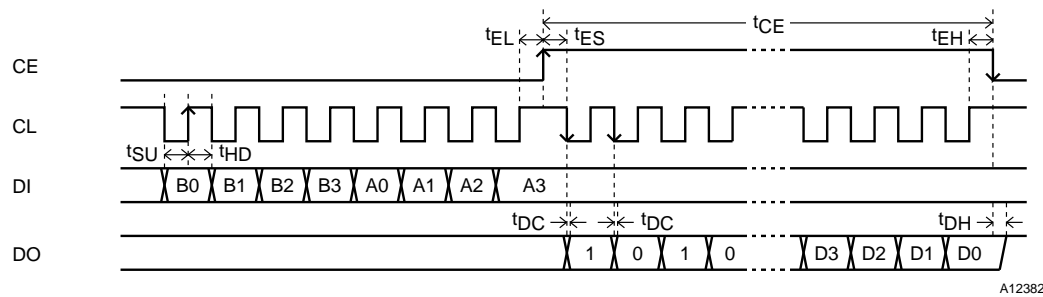 tCE
tEL tES tEH
CE
CL
tSU tHD
DI B0 B1 B2 B3 A0 A1 A2 A3
tDC tDC tDH
DO 1 0 1 0 D3 D2 D1 D0
A12382